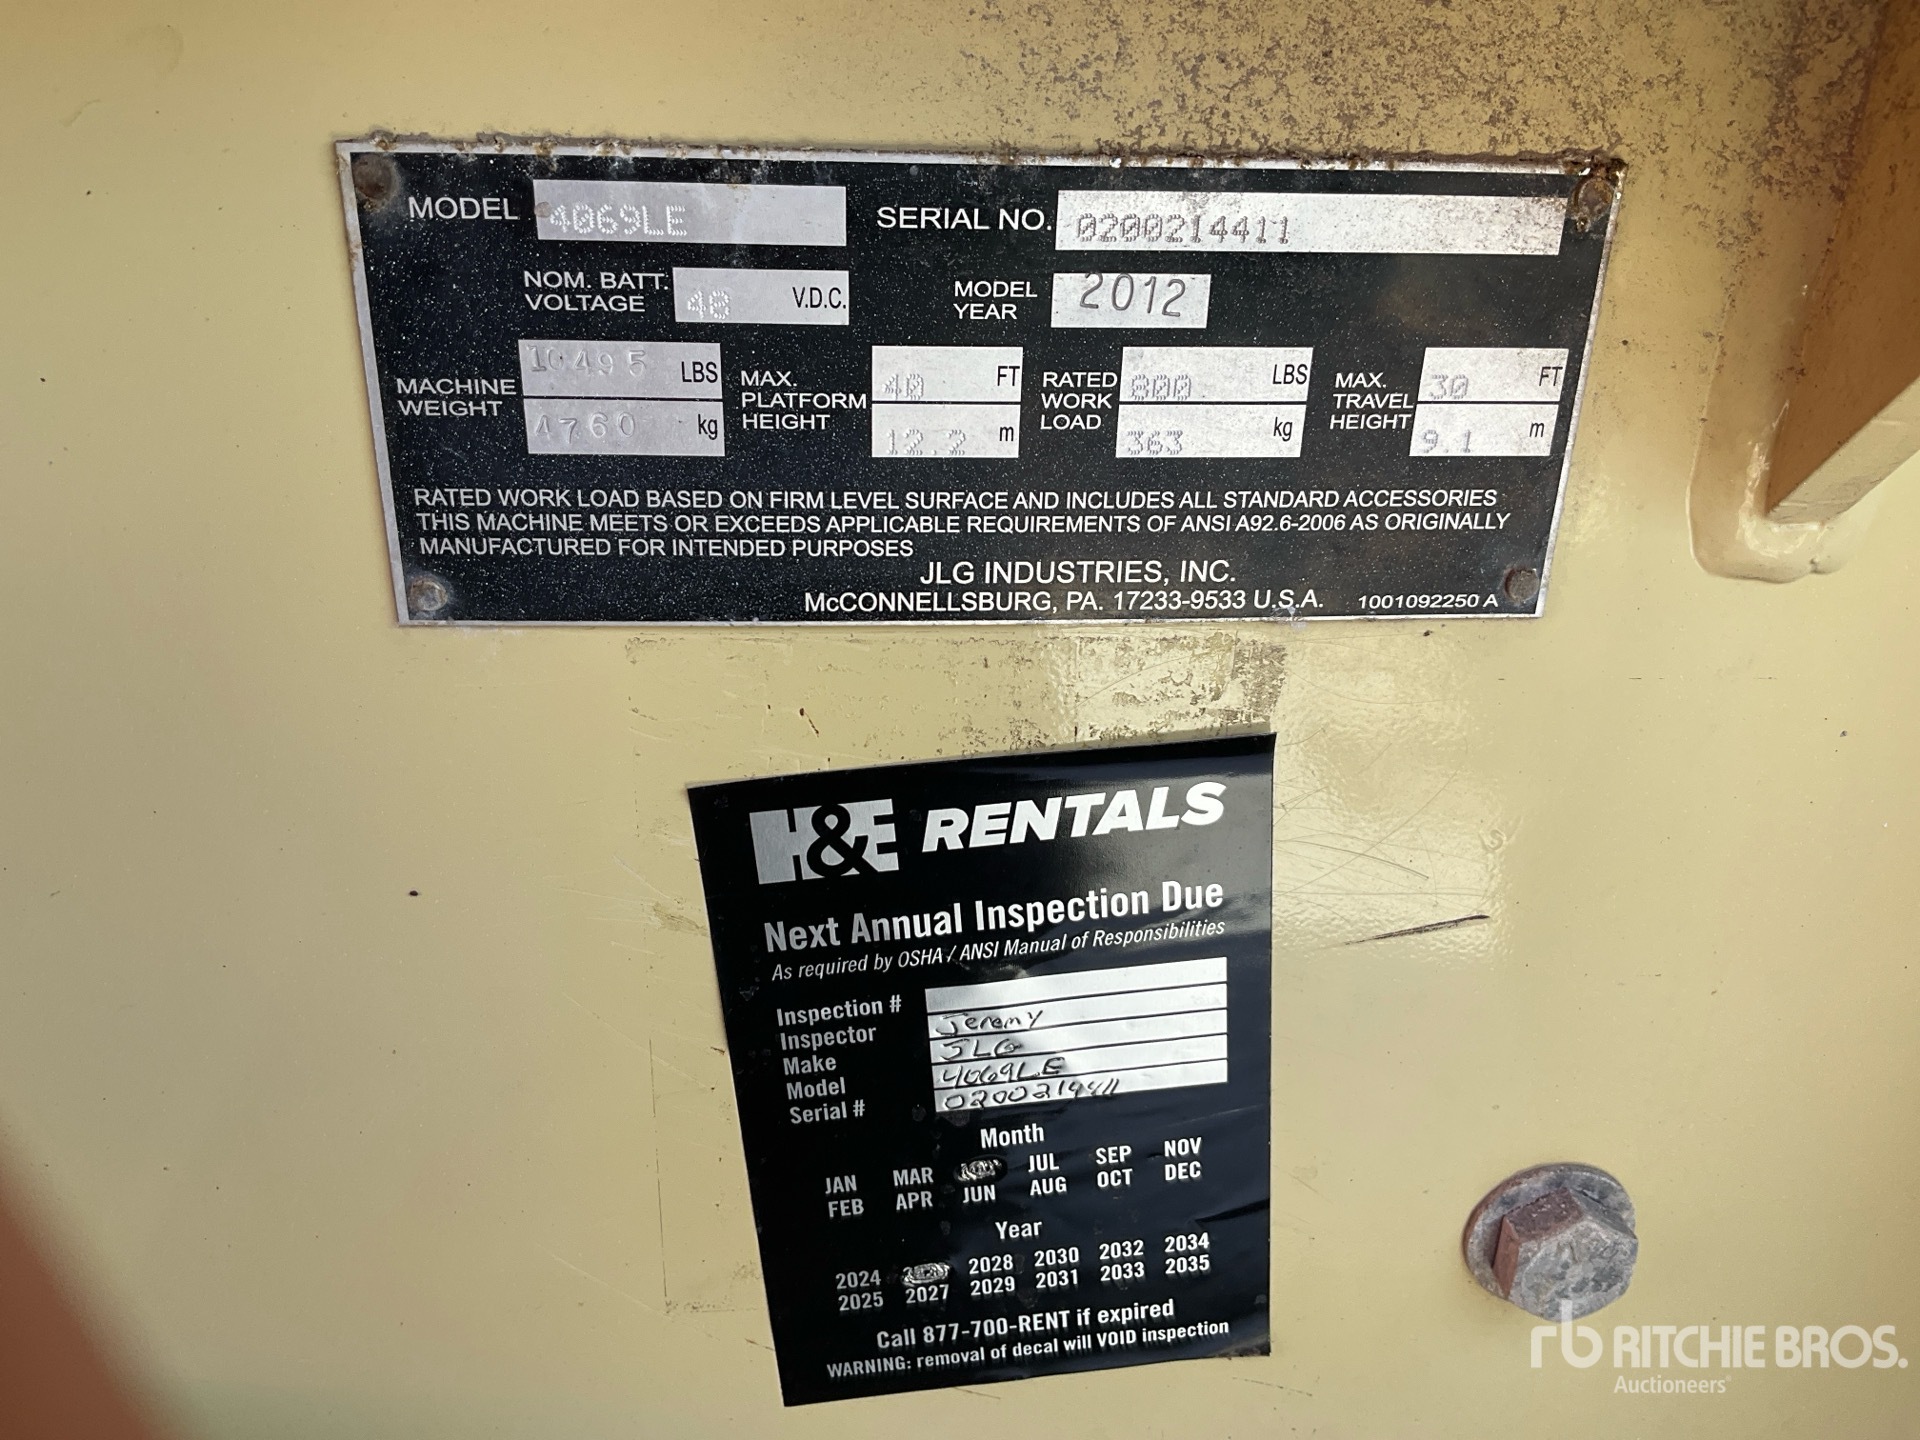 MODEL 4069LE SERIAL NO. 0200214411
NOM. BATT. VOLTAGE 48 V.D.C. MODEL YEAR 2012
MACHINE WEIGHT 10495 LBS 4760 kg
MAX. PLATFORM HEIGHT 40 FT 12.2 m
RATED WORK LOAD 800 LBS 363 kg
MAX. TRAVEL HEIGHT 30 FT 9.1 m
RATED WORK LOAD BASED ON FIRM LEVEL SURFACE AND INCLUDES ALL STANDARD ACCESSORIES
THIS MACHINE MEETS OR EXCEEDS APPLICABLE REQUIREMENTS OF ANSI A92.6-2006 AS ORIGINALLY
MANUFACTURED FOR INTENDED PURPOSES
JLG INDUSTRIES, INC.
McCONNELLSBURG, PA. 17233-9533 U.S.A. 1001092250 A
H&E RENTALS
Next Annual Inspection Due
As required by OSHA / ANSI Manual of Responsibilities
Inspection #
Inspector Jeremy
Make JLG
Model 4069LE
Serial # 0200214411
Month
JAN MAR JUL SEP NOV
FEB APR JUN AUG OCT DEC
Year
2024 2028 2030 2032 2034
2025 2027 2029 2031 2033 2035
Call 877-700-RENT if expired
WARNING: removal of decal will VOID inspection
rb RITCHIE BROS.
Auctioneers